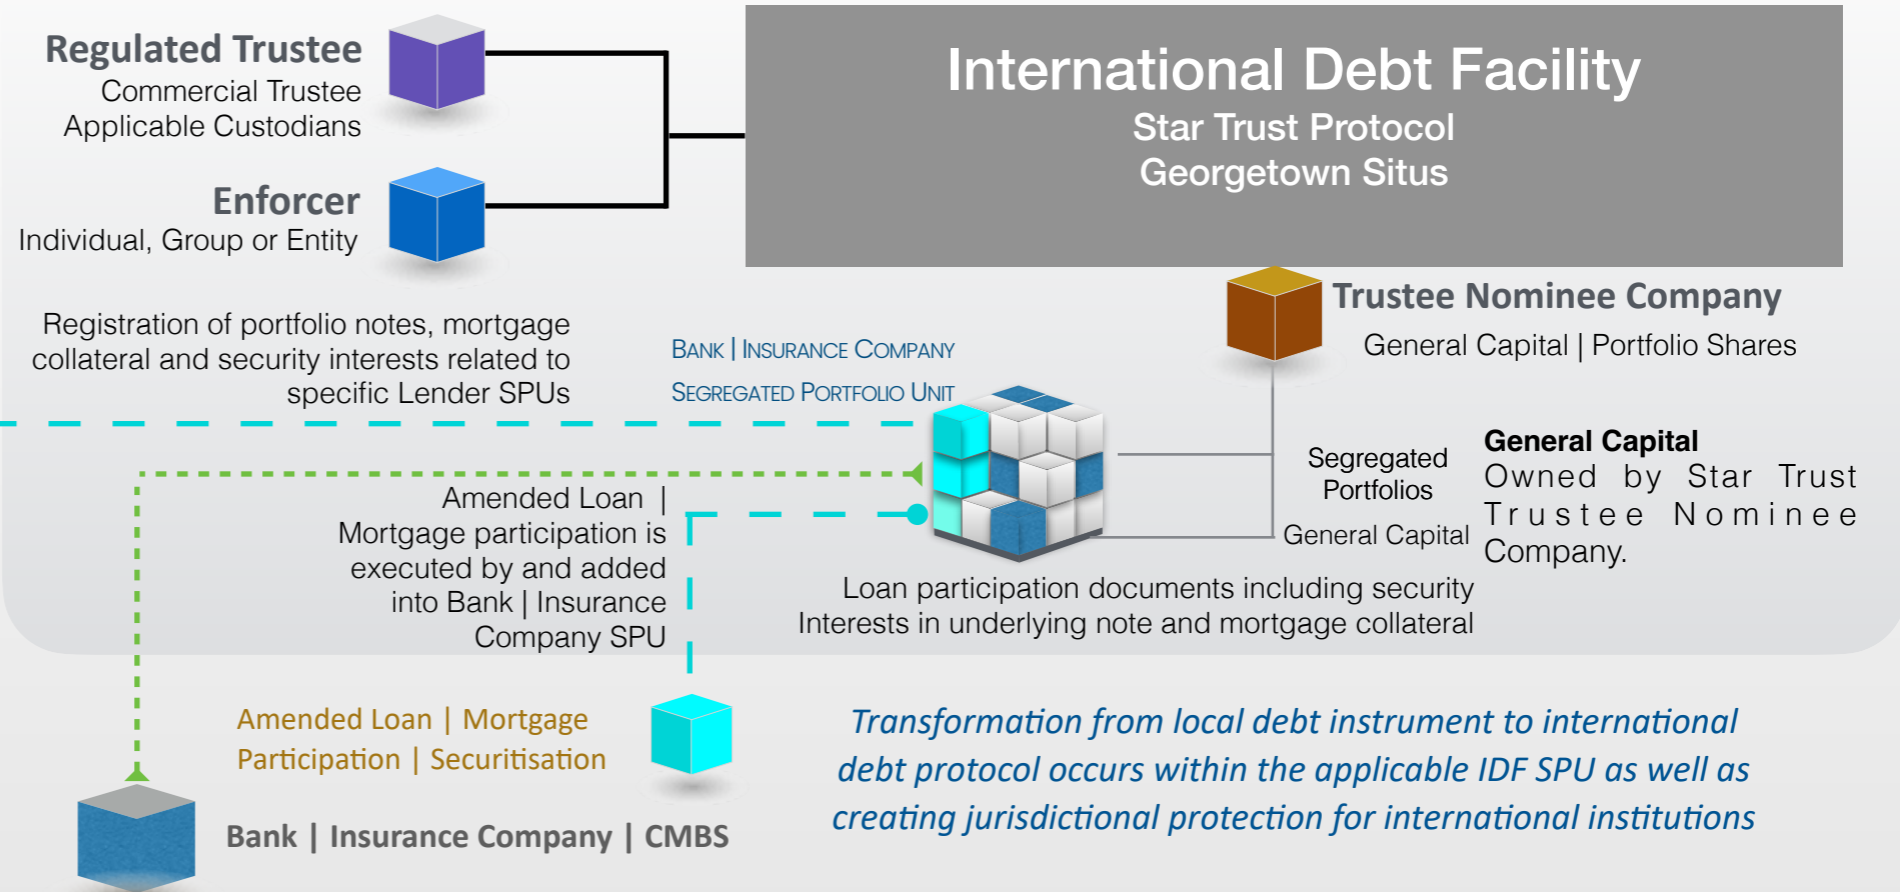 International Debt Facility
Star Trust Protocol
Georgetown Situs
Regulated Trustee
Commercial Trustee
Applicable Custodians
Enforcer
Individual, Group or Entity
Registration of portfolio notes, mortgage
collateral and security interests related to
specific Lender SPUs
BANK | INSURANCE COMPANY
SEGREGATED PORTFOLIO UNIT
Trustee Nominee Company
General Capital | Portfolio Shares
Segregated
Portfolios
General Capital
General Capital
Owned by Star Trust
Trustee Nominee
Company.
Amended Loan |
Mortgage participation is
executed by and added
into Bank | Insurance
Company SPU
Loan participation documents including security
Interests in underlying note and mortgage collateral
Amended Loan | Mortgage
Participation | Securitisation
Bank | Insurance Company | CMBS
Transformation from local debt instrument to international
debt protocol occurs within the applicable IDF SPU as well as
creating jurisdictional protection for international institutions